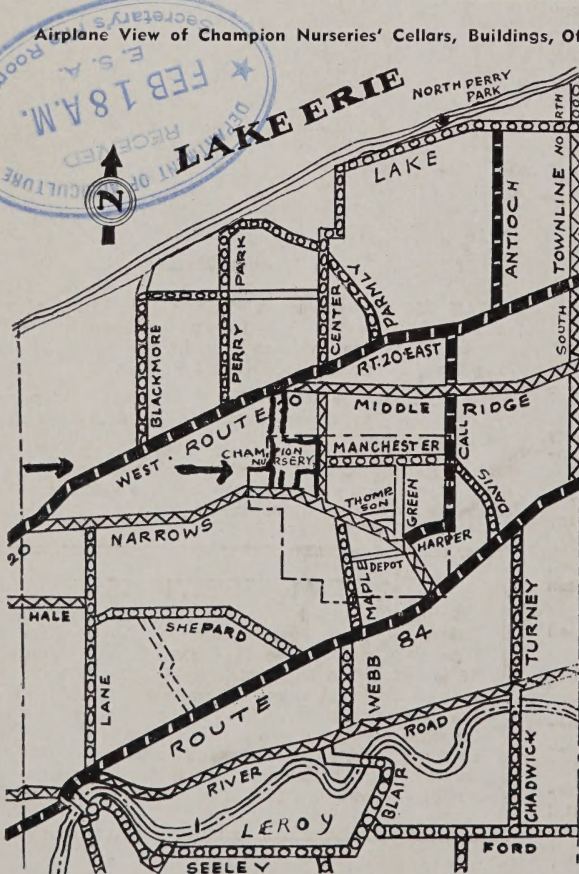 Airplane View of Champion Nurseries' Cellars, Buildings, Of
Secretary's Room
E. S. A.
★ FEB 18 A.M. ★
RECEIVED
DEPARTMENT OF AGRICULTURE
N
LAKE ERIE
NORTH PERRY
PARK
LAKE
ANTIOCH
TOWNLINE NORTH
SOUTH
PARK
PERRY
BLACKMORE
CENTER
PARMLY
RT. 20 EAST
MIDDLE RIDGE
WEST. ROUTE
20
CHAMPION
NURSERY
MANCHESTER
CALL
THOMP
SON
GREEN
DAVIS
NARROWS
HARPER
DEPOT
MAPLE
20
HALE
SHEPARD
84
TURNEY
LANE
WEBB
ROUTE
ROAD
RIVER
BLAIR
CHADWICK
LEROY
FORD
SEELEY